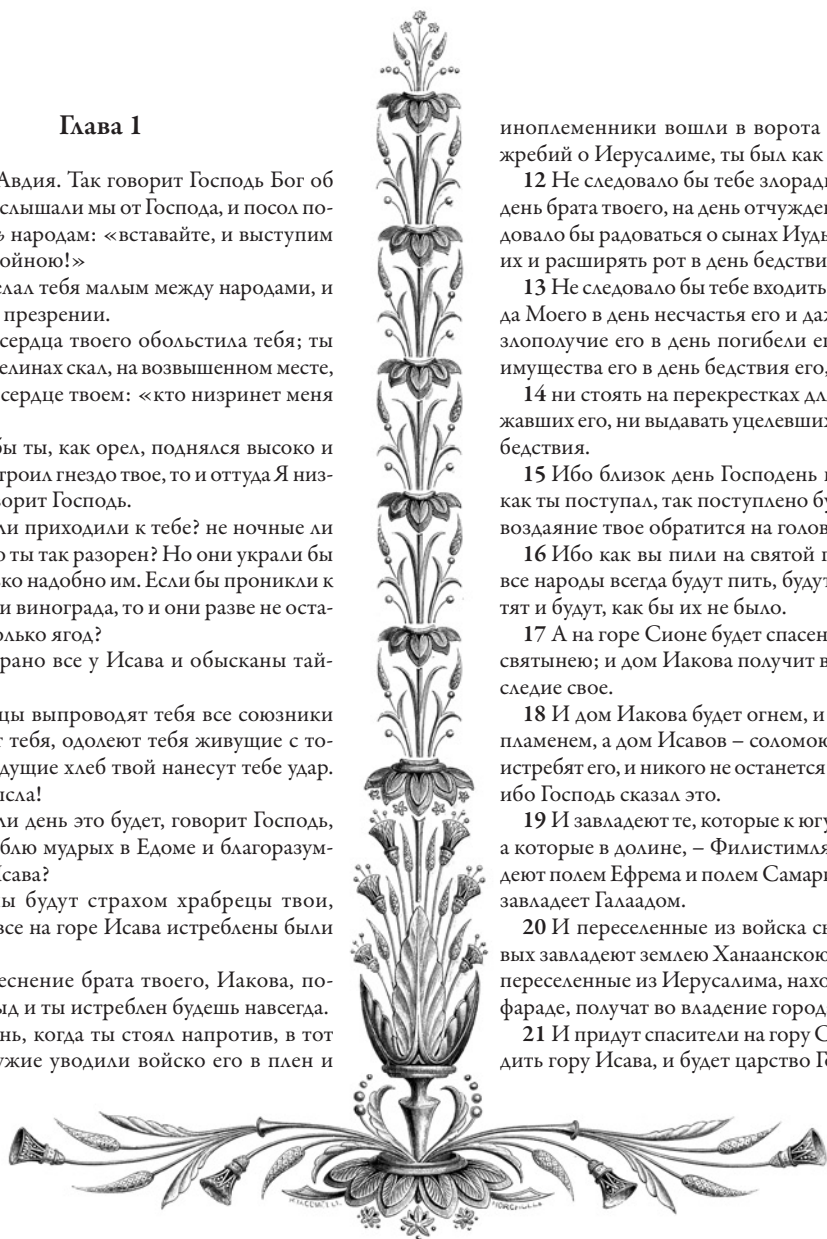 Глава 1
Авдия. Так говорит Господь Бог об
слышали мы от Господа, и посол по-
народам: «вставайте, и выступим
ойною!»
елал тебя малым между народами, и
презрении.
сердца твоего обольстила тебя; ты
елинах скал, на возвышенном месте,
сердце твоем: «кто низринет меня
бы ты, как орел, поднялся высоко и
троил гнездо твое, то и оттуда Я низ-
ворит Господь.
ли приходили к тебе? не ночные ли
о ты так разорен? Но они украли бы
ько надобно им. Если бы проникли к
и винограда, то и они разве не оста-
олько ягод?
рано все у Исава и обысканы тай-
цы выпроводят тебя все союзники
т тебя, одолеют тебя живущие с то-
дущие хлеб твой нанесут тебе удар.
ысла!
ли день это будет, говорит Господь,
блю мудрых в Едоме и благоразум-
Исава?
ы будут страхом храбрецы твои,
все на горе Исава истреблены были
еснение брата твоего, Иакова, по-
ыд и ты истреблен будешь навсегда.
нь, когда ты стоял напротив, в тот
ужие уводили войско его в плен и
иноплеменники вошли в ворота
жребий о Иерусалиме, ты был как
12 Не следовало бы тебе злорад
день брата твоего, на день отчужде
довало бы радоваться о сынах Иудь
их и расширять рот в день бедстви
13 Не следовало бы тебе входить
да Моего в день несчастья его и да
злополучие его в день погибели е
имущества его в день бедствия его,
14 ни стоять на перекрестках дл
жавших его, ни выдавать уцелевших
бедствия.
15 Ибо близок день Господень
как ты поступал, так поступлено бу
воздаяние твое обратится на голов
16 Ибо как вы пили на святой
все народы всегда будут пить, будут
тят и будут, как бы их не было.
17 А на горе Сионе будет спасен
святынею; и дом Иакова получит в
следие свое.
18 И дом Иакова будет огнем, и
пламенем, а дом Исавов – соломою
истребят его, и никого не останется
ибо Господь сказал это.
19 И завладеют те, которые к югу
а которые в долине, – Филистимля
деют полем Ефрема и полем Самари
завладеет Галаадом.
20 И переселенные из войска сы
вых завладеют землею Ханаанскою
переселенные из Иерусалима, нахо
фараде, получат во владение город
21 И придут спасители на гору С
дить гору Исава, и будет царство Го